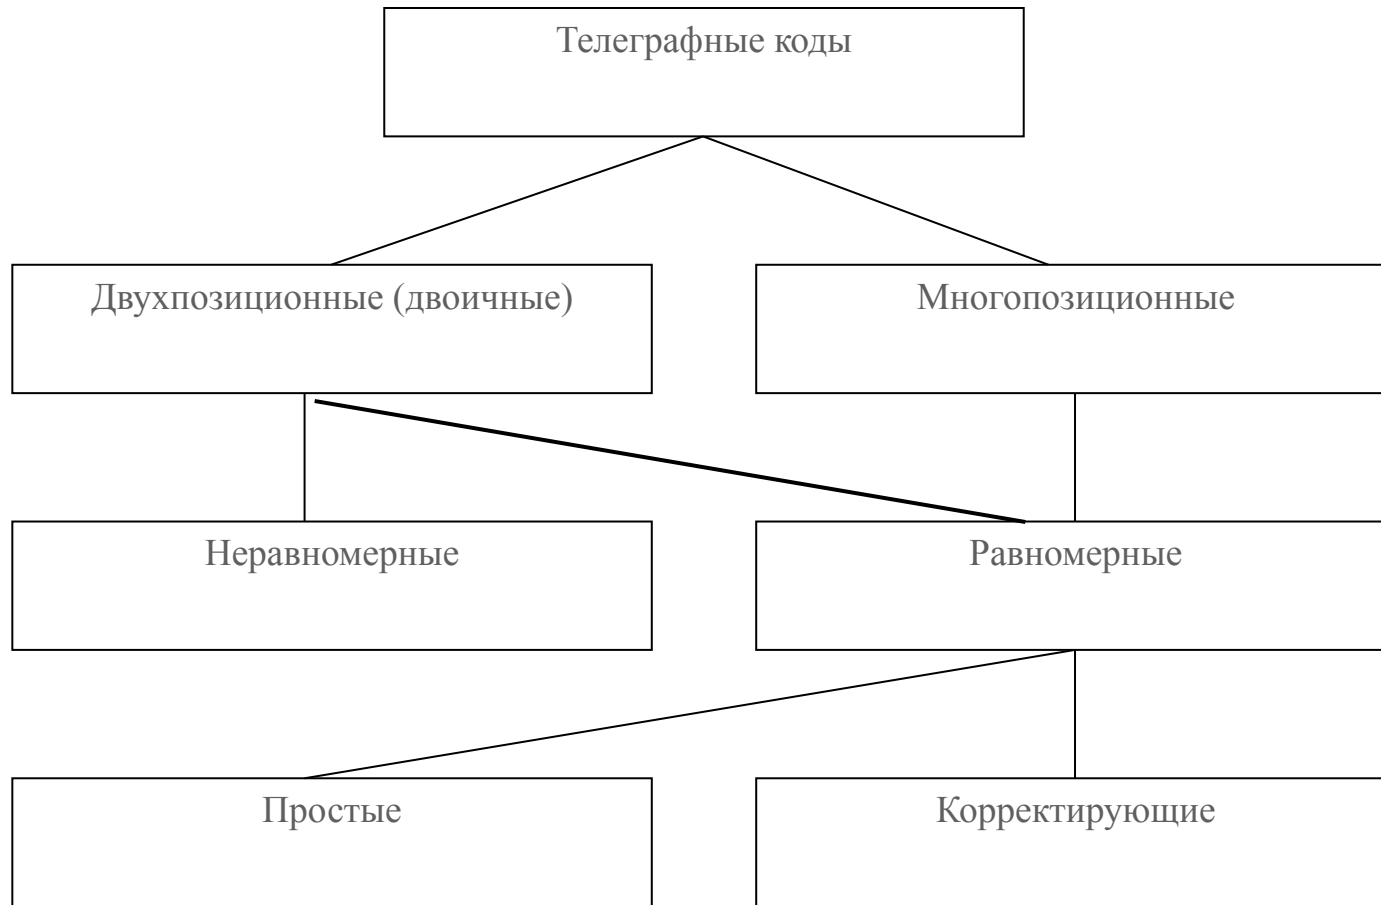 Телеграфные коды
Двухпозиционные (двоичные)
Многопозиционные
Неравномерные
Равномерные
Простые
Корректирующие